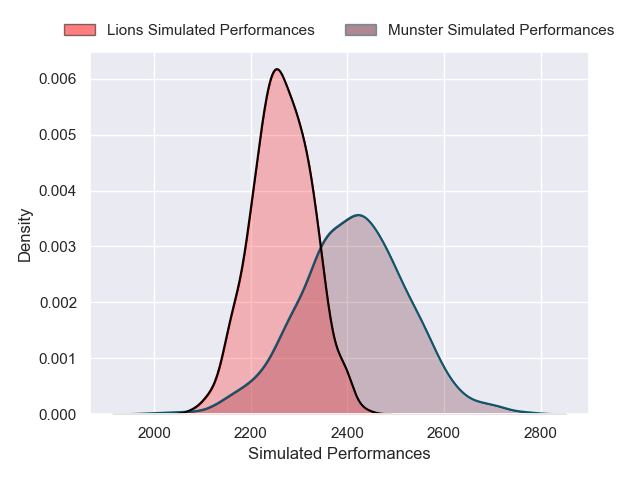 Lions Simulated Performances Munster Simulated Performances
0.006
0.005
0.004
0.003
0.002
0.001
0.000
Density
2000 2200 2400 2600 2800
Simulated Performances